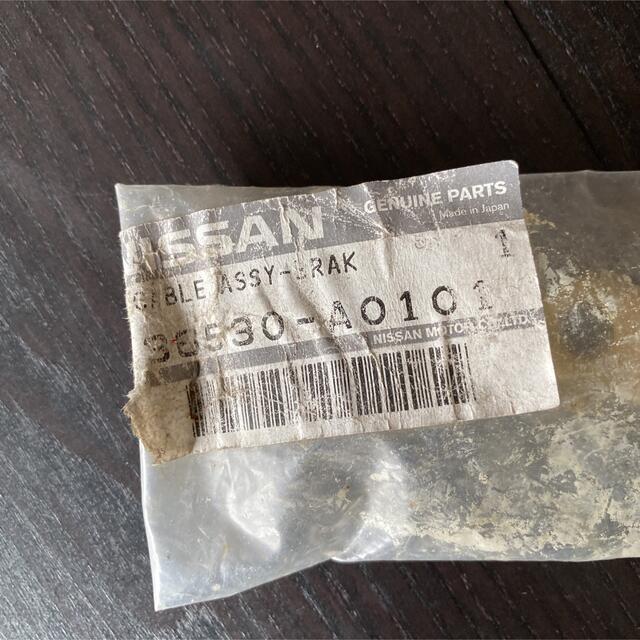 NISSAN
GENUINE PARTS
Made in Japan
CABLE ASSY-BRAK
1
36530-A0101
NISSAN MOTOR CO., LTD.